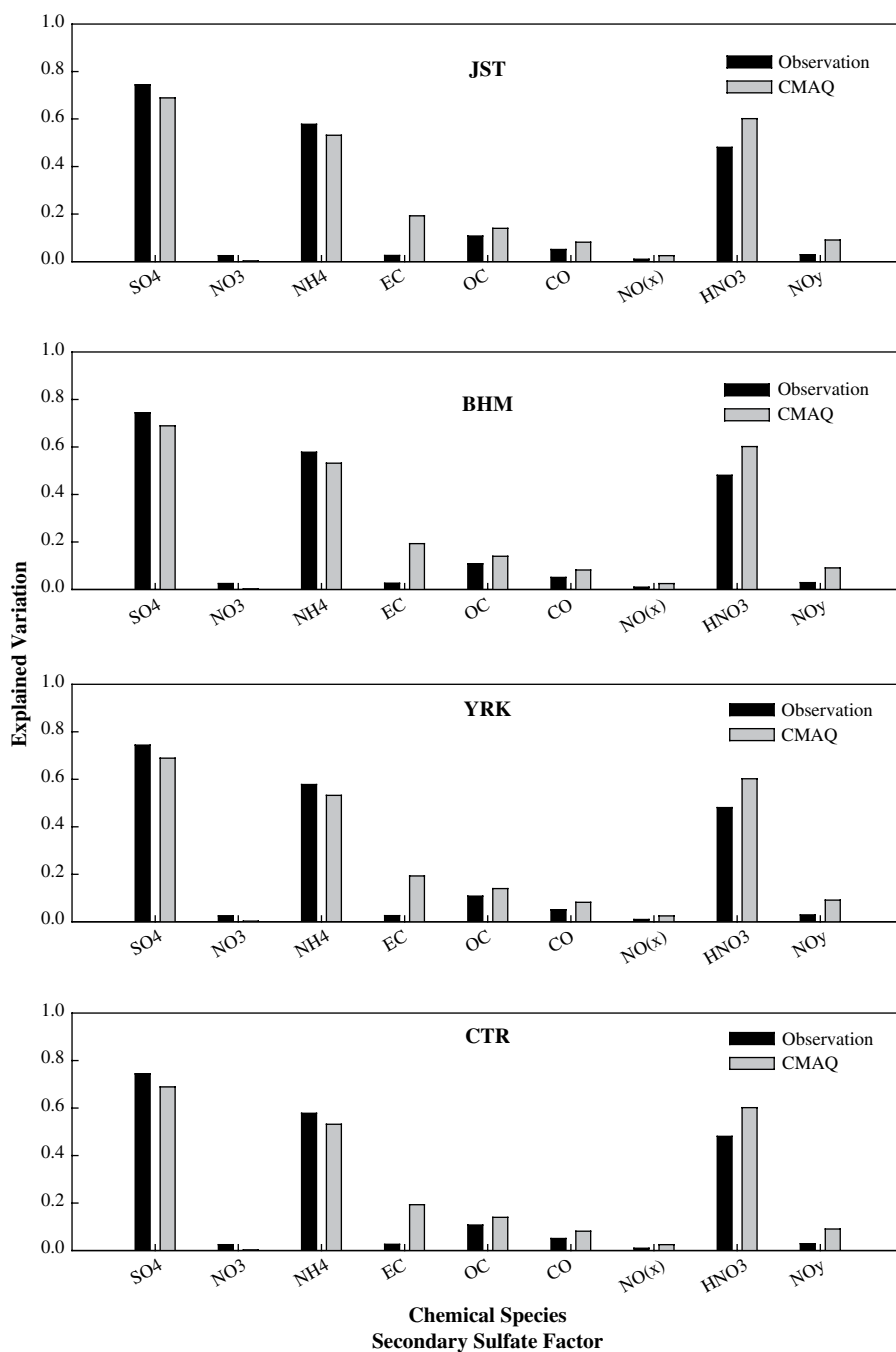 Explained Variation
1.0
0.8
0.6
0.4
0.2
0.0
JST
Observation
CMAQ
SO4 NO3 NH4 EC OC CO NO(x) HNO3 NOy
1.0
0.8
0.6
0.4
0.2
0.0
BHM
Observation
CMAQ
SO4 NO3 NH4 EC OC CO NO(x) HNO3 NOy
1.0
0.8
0.6
0.4
0.2
0.0
YRK
Observation
CMAQ
SO4 NO3 NH4 EC OC CO NO(x) HNO3 NOy
1.0
0.8
0.6
0.4
0.2
0.0
CTR
Observation
CMAQ
SO4 NO3 NH4 EC OC CO NO(x) HNO3 NOy
Chemical Species
Secondary Sulfate Factor